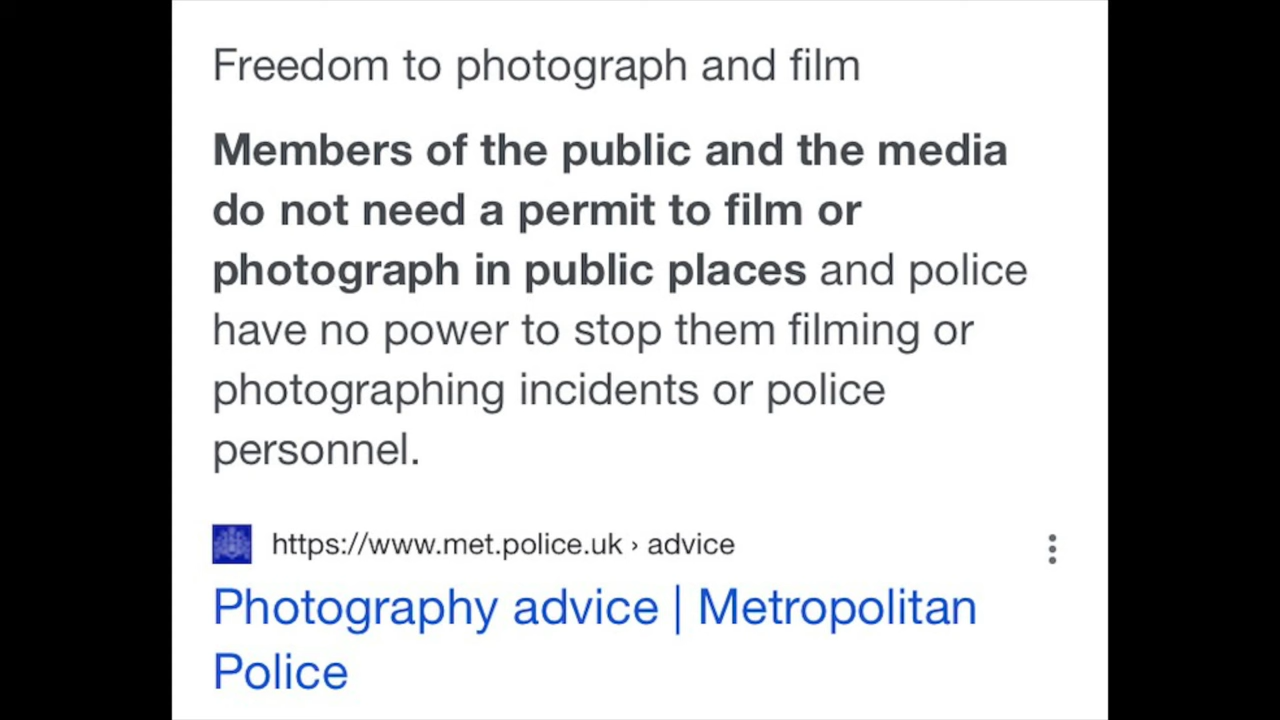 Freedom to photograph and film
Members of the public and the media
do not need a permit to film or
photograph in public places and police
have no power to stop them filming or
photographing incidents or police
personnel.
https://www.met.police.uk › advice
Photography advice | Metropolitan
Police